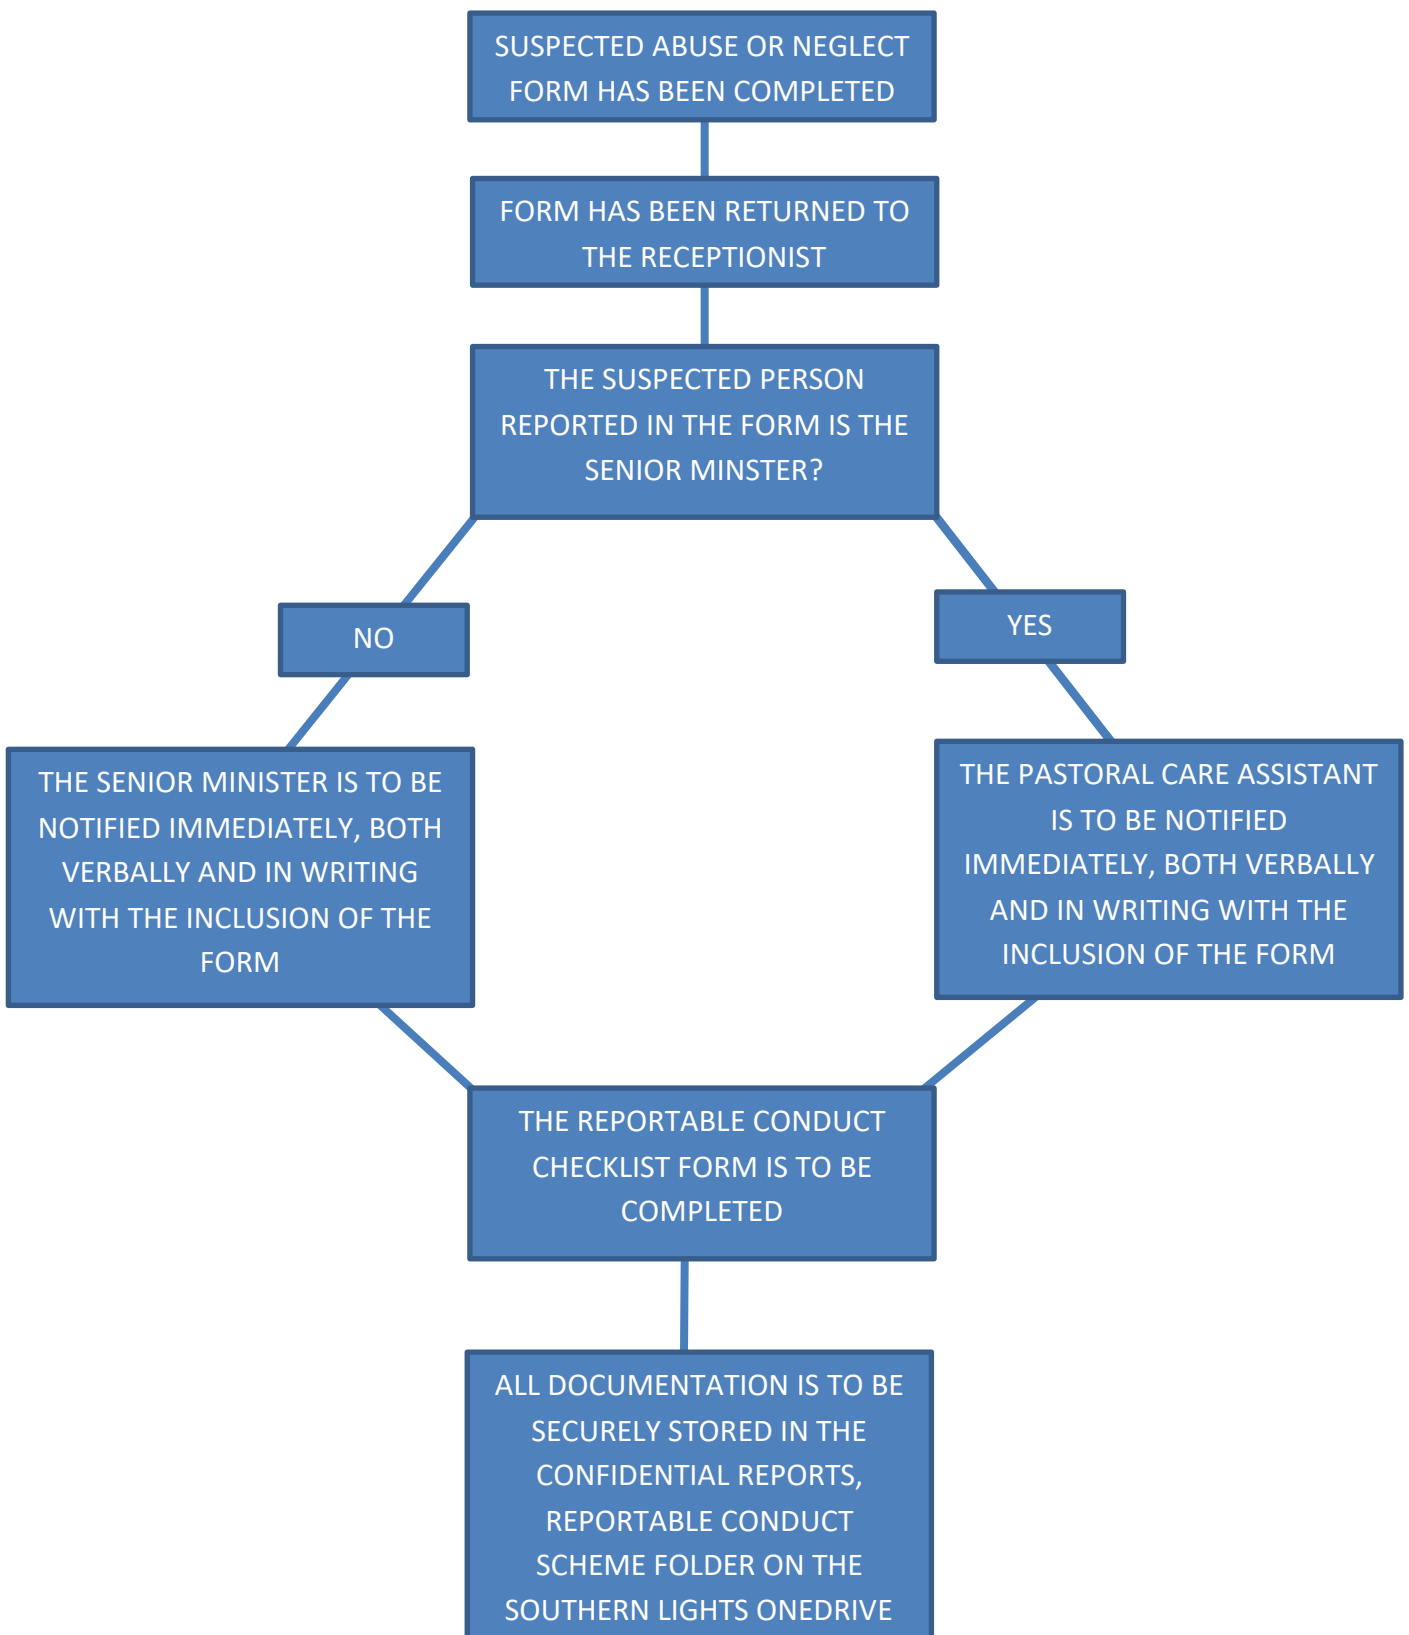 SUSPECTED ABUSE OR NEGLECT
FORM HAS BEEN COMPLETED
FORM HAS BEEN RETURNED TO
THE RECEPTIONIST
THE SUSPECTED PERSON
REPORTED IN THE FORM IS THE
SENIOR MINSTER?
NO
YES
THE SENIOR MINISTER IS TO BE
NOTIFIED IMMEDIATELY, BOTH
VERBALLY AND IN WRITING
WITH THE INCLUSION OF THE
FORM
THE PASTORAL CARE ASSISTANT
IS TO BE NOTIFIED
IMMEDIATELY, BOTH VERBALLY
AND IN WRITING WITH THE
INCLUSION OF THE FORM
THE REPORTABLE CONDUCT
CHECKLIST FORM IS TO BE
COMPLETED
ALL DOCUMENTATION IS TO BE
SECURELY STORED IN THE
CONFIDENTIAL REPORTS,
REPORTABLE CONDUCT
SCHEME FOLDER ON THE
SOUTHERN LIGHTS ONEDRIVE